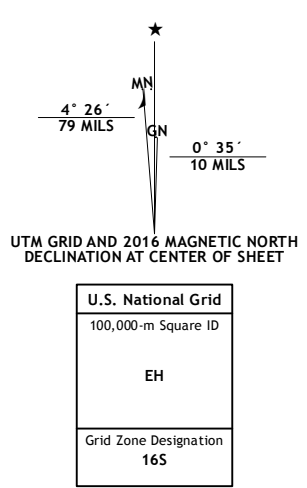 MN
4° 26´
79 MILS
GN
0° 35´
10 MILS
UTM GRID AND 2016 MAGNETIC NORTH
DECLINATION AT CENTER OF SHEET
U.S. National Grid
100,000-m Square ID
EH
Grid Zone Designation
16S